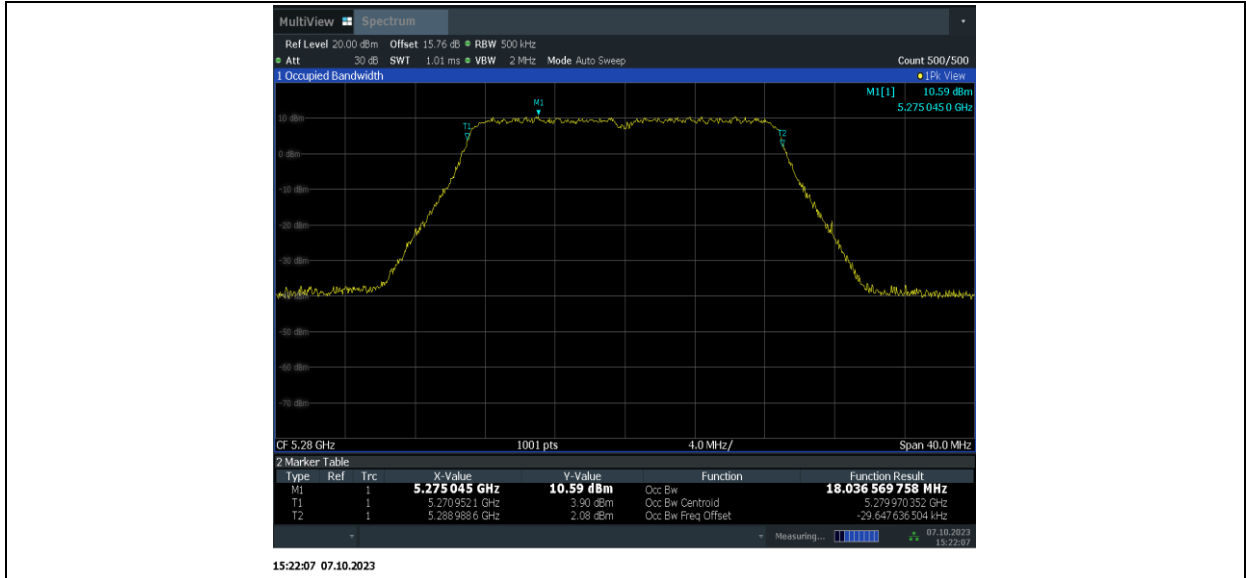 MultiView Spectrum
Ref Level 20.00 dBm Offset 15.76 dB RBW 500 kHz
Att 30 dB SWT 1.01 ms VBW 2 MHz Mode Auto Sweep Count 500/500
1 Occupied Bandwidth 1Pk View
M1[1] 10.59 dBm
5.275 045 0 GHz
M1
10 dBm
T1
T2
0 dBm
-10 dBm
-20 dBm
-30 dBm
-40 dBm
-50 dBm
-60 dBm
-70 dBm
CF 5.28 GHz 1001 pts 4.0 MHz/ Span 40.0 MHz
2 Marker Table
Type Ref Trc X-Value Y-Value Function Function Result
M1 1 5.275 045 GHz 10.59 dBm Occ Bw 18.036 569 758 MHz
T1 1 5.270 952 1 GHz 3.90 dBm Occ Bw Centroid 5.279 970 352 GHz
T2 1 5.288 988 6 GHz 2.08 dBm Occ Bw Freq Offset -29.647 636 504 kHz
Measuring... 07.10.2023
15:22:07
15:22:07 07.10.2023